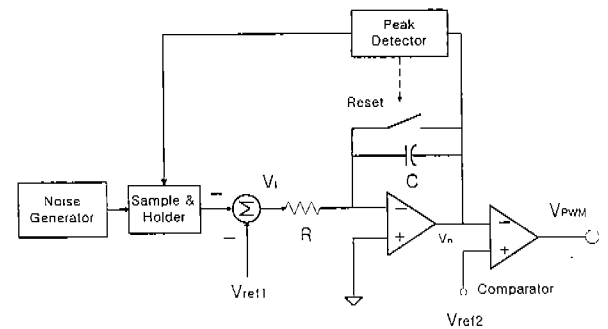 Peak
Detector
Reset
C
Noise
Generator
Sample &
Holder
−
−
Σ
Vi
R
−
+
Vn
−
+
VPWM
Comparator
Vref1
Vref2